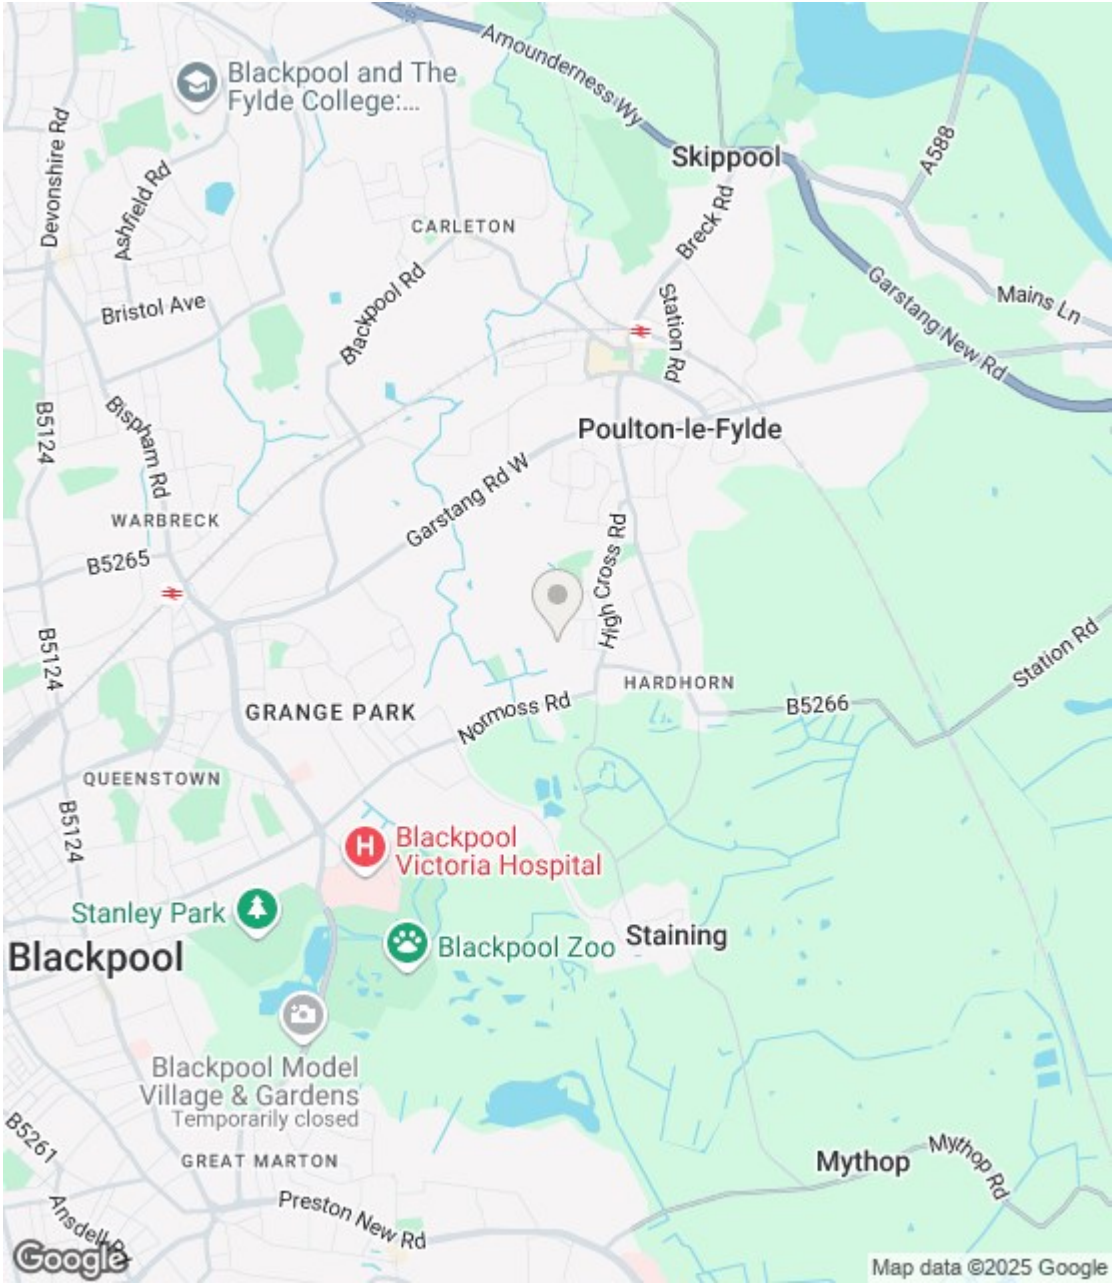 Amounderness Wy
Blackpool and The
Fylde College:...
Devonshire Rd
Skippool
A588
Ashfield Rd
CARLETON
Breck Rd
Blackpool Rd
Station Rd
Garstang New Rd
Mains Ln
Bristol Ave
B5124
Bispham Rd
Poulton-le-Fylde
Garstang Rd W
WARBRECK
B5265
High Cross Rd
B5124
Station Rd
HARDHORN
B5266
Normoss Rd
GRANGE PARK
QUEENSTOWN
B5124
H
Blackpool
Victoria Hospital
Stanley Park
Staining
Blackpool Zoo
Blackpool
Blackpool Model
Village & Gardens
Temporarily closed
B5261
GREAT MARTON
Mythop
Mythop Rd
Preston New Rd
Ansdell Rd
Google
Map data ©2025 Google